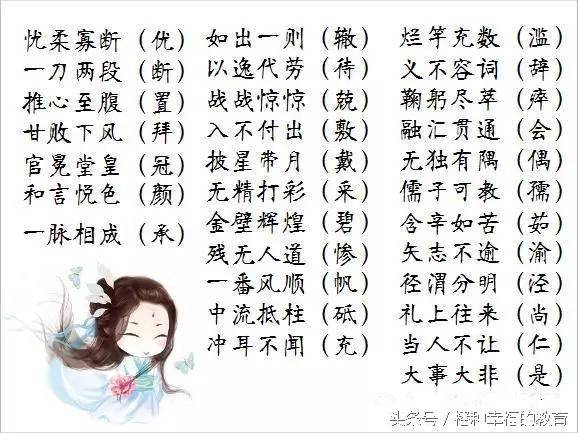 忧柔寡断（优）
一刀两段（断）
推心至腹（置）
甘败下风（拜）
官冕堂皇（冠）
和言悦色（颜）
一脉相成（承）
如出一则（辙）
以逸代劳（待）
战战惊惊（兢）
入不付出（敷）
披星带月（戴）
无精打彩（采）
金壁辉煌（碧）
残无人道（惨）
一番风顺（帆）
中流抵柱（砥）
冲耳不闻（充）
烂竽充数（滥）
义不容词（辞）
鞠躬尽萃（瘁）
融汇贯通（会）
无独有隅（偶）
儒子可教（孺）
含辛如苦（茹）
矢志不逾（渝）
径渭分明（泾）
礼上往来（尚）
当人不让（仁）
大事大非（是）
头条号 / 幸福的教育